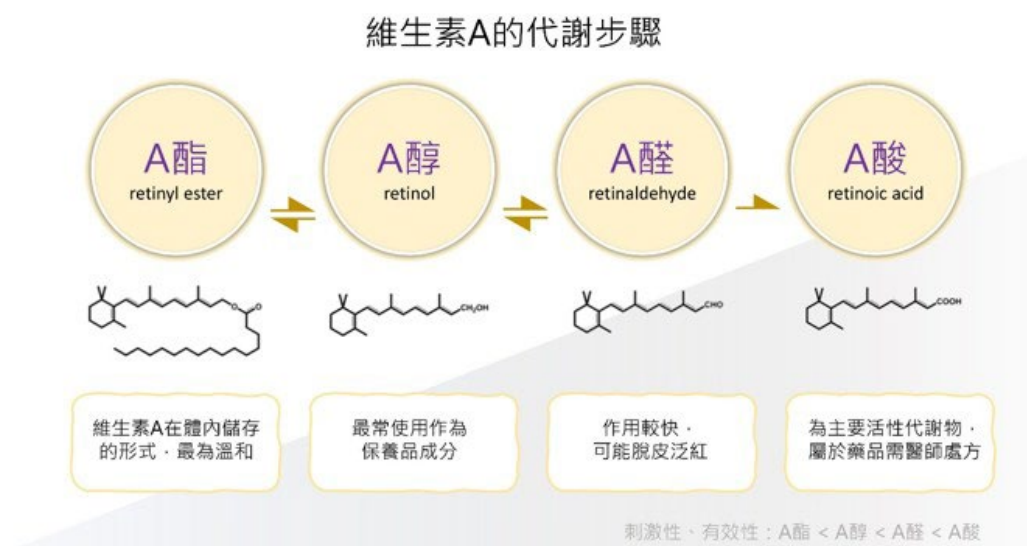 維生素A的代謝步驟
A酯
retinyl ester
A醇
retinol
A醛
retinaldehyde
A酸
retinoic acid
O
O
CH₂OH
CHO
COOH
維生素A在體內儲存
的形式，最為溫和
最常使用作為
保養品成分
作用較快，
可能脫皮泛紅
為主要活性代謝物，
屬於藥品需醫師處方
刺激性、有效性：A酯 < A醇 < A醛 < A酸